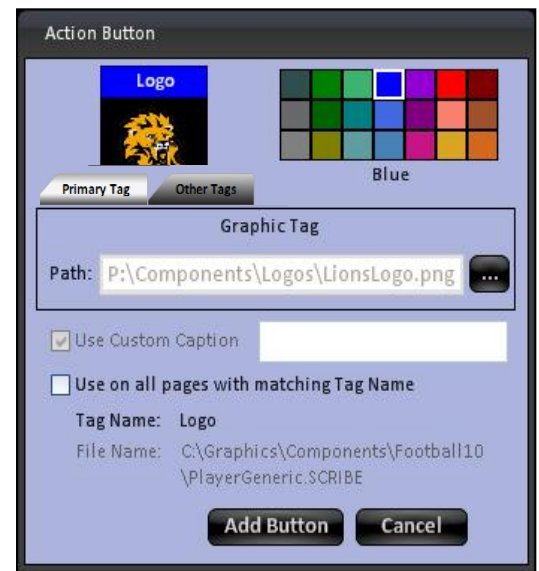 Action Button
Logo
Blue
Primary Tag Other Tags
Graphic Tag
Path: P:\Components\Logos\LionsLogo.png ...
Use Custom Caption
Use on all pages with matching Tag Name
Tag Name: Logo
File Name: C:\Graphics\Components\Football10
\PlayerGeneric.SCRIBE
Add Button Cancel